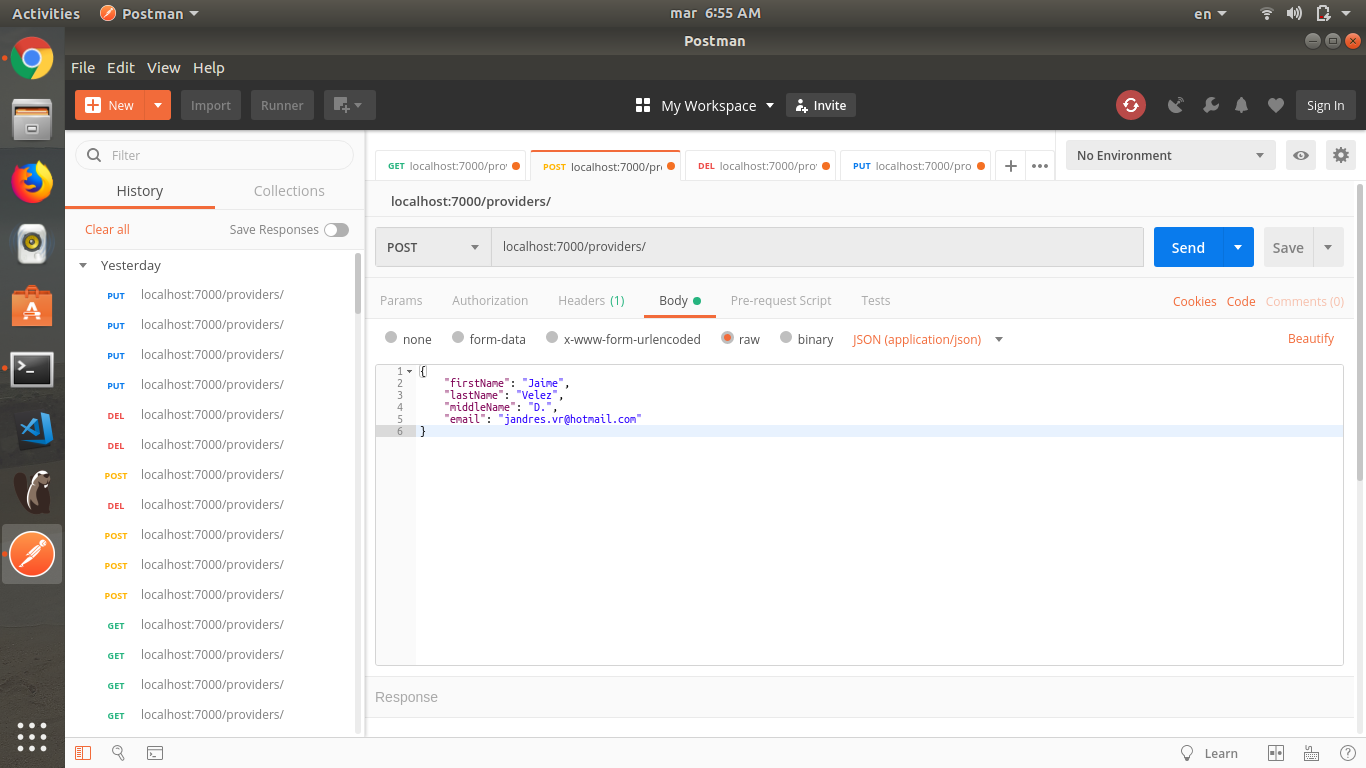 Activities Postman mar 6:55 AM en
Postman
File Edit View Help
New Import Runner My Workspace Invite Sign In
Filter
History Collections
Clear all Save Responses
Yesterday
PUT localhost:7000/providers/
PUT localhost:7000/providers/
PUT localhost:7000/providers/
PUT localhost:7000/providers/
DEL localhost:7000/providers/
DEL localhost:7000/providers/
POST localhost:7000/providers/
DEL localhost:7000/providers/
POST localhost:7000/providers/
POST localhost:7000/providers/
POST localhost:7000/providers/
GET localhost:7000/providers/
GET localhost:7000/providers/
GET localhost:7000/providers/
GET localhost:7000/providers/
GET localhost:7000/pro POST localhost:7000/pro DEL localhost:7000/pro PUT localhost:7000/pro No Environment
localhost:7000/providers/
POST localhost:7000/providers/ Send Save
Params Authorization Headers (1) Body Pre-request Script Tests Cookies Code Comments (0)
none form-data x-www-form-urlencoded raw binary JSON (application/json) Beautify
1 {
2 "firstName": "Jaime",
3 "lastName": "Velez",
4 "middleName": "D.",
5 "email": "jandres.vr@hotmail.com"
6 }
Response
Learn